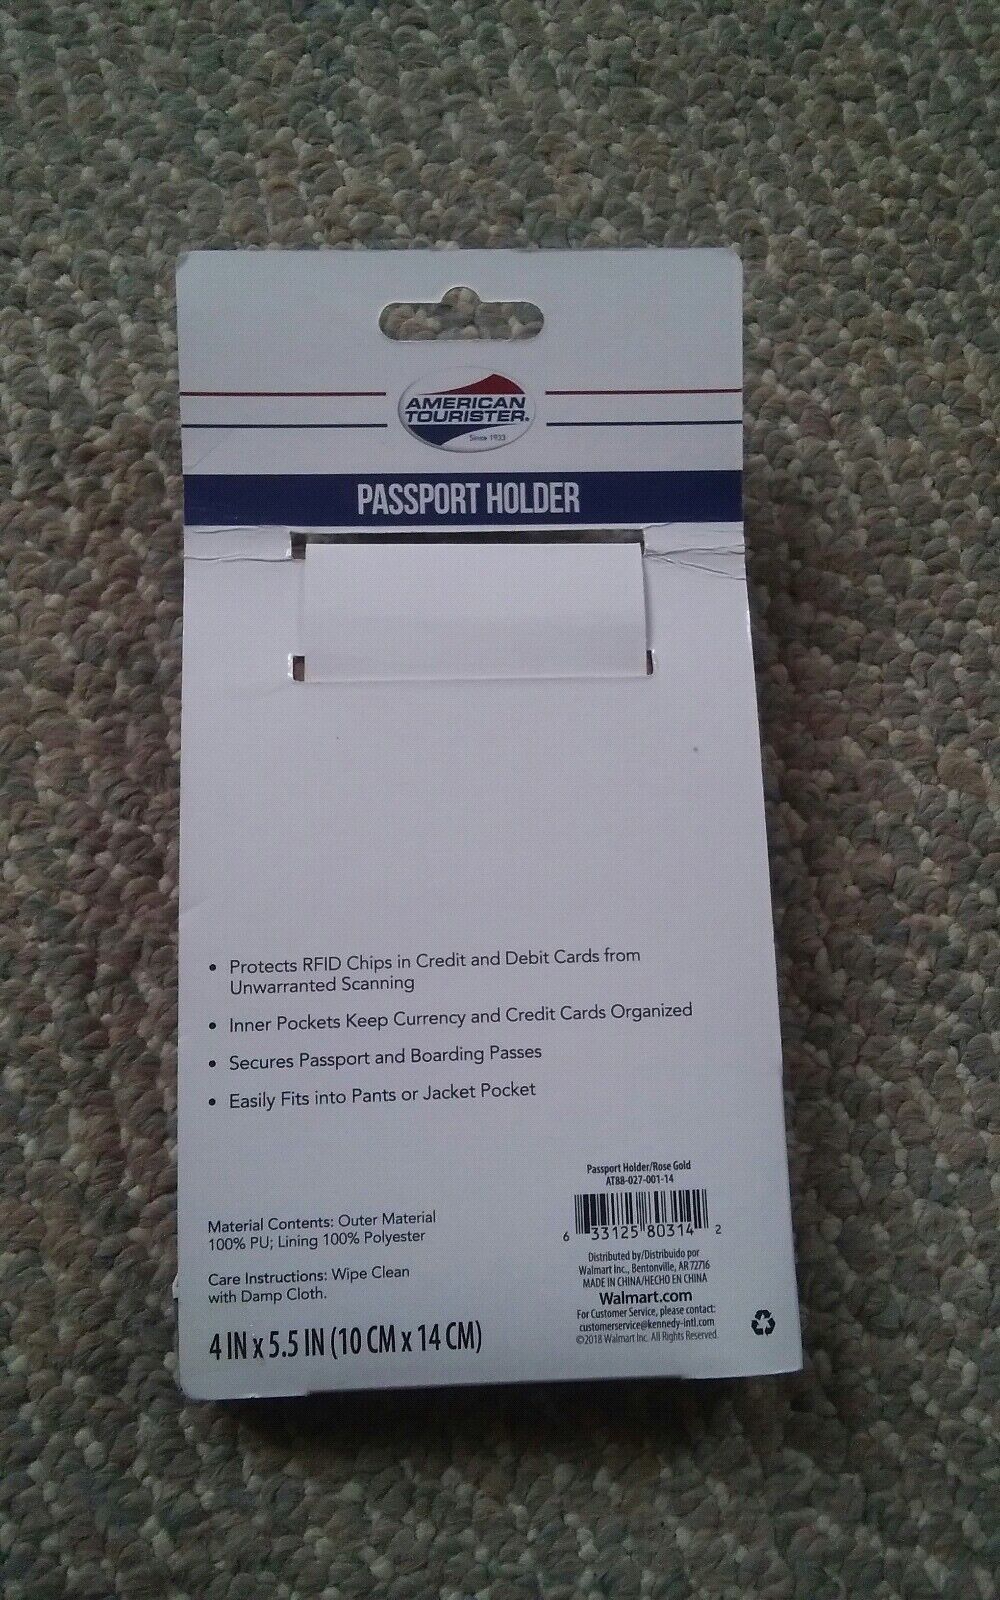 AMERICAN
TOURISTER®
Since 1933
PASSPORT HOLDER
• Protects RFID Chips in Credit and Debit Cards from
Unwarranted Scanning
• Inner Pockets Keep Currency and Credit Cards Organized
• Secures Passport and Boarding Passes
• Easily Fits into Pants or Jacket Pocket
Material Contents: Outer Material
100% PU; Lining 100% Polyester
Care Instructions: Wipe Clean
with Damp Cloth.
4 IN x 5.5 IN (10 CM x 14 CM)
Passport Holder/Rose Gold
AT88-027-001-14
6 33125 80314 2
Distributed by/Distribuido por
Walmart Inc., Bentonville, AR 72716
MADE IN CHINA/HECHO EN CHINA
Walmart.com
For Customer Service, please contact:
customerservice@kennedy-intl.com
©2018 Walmart Inc. All Rights Reserved.